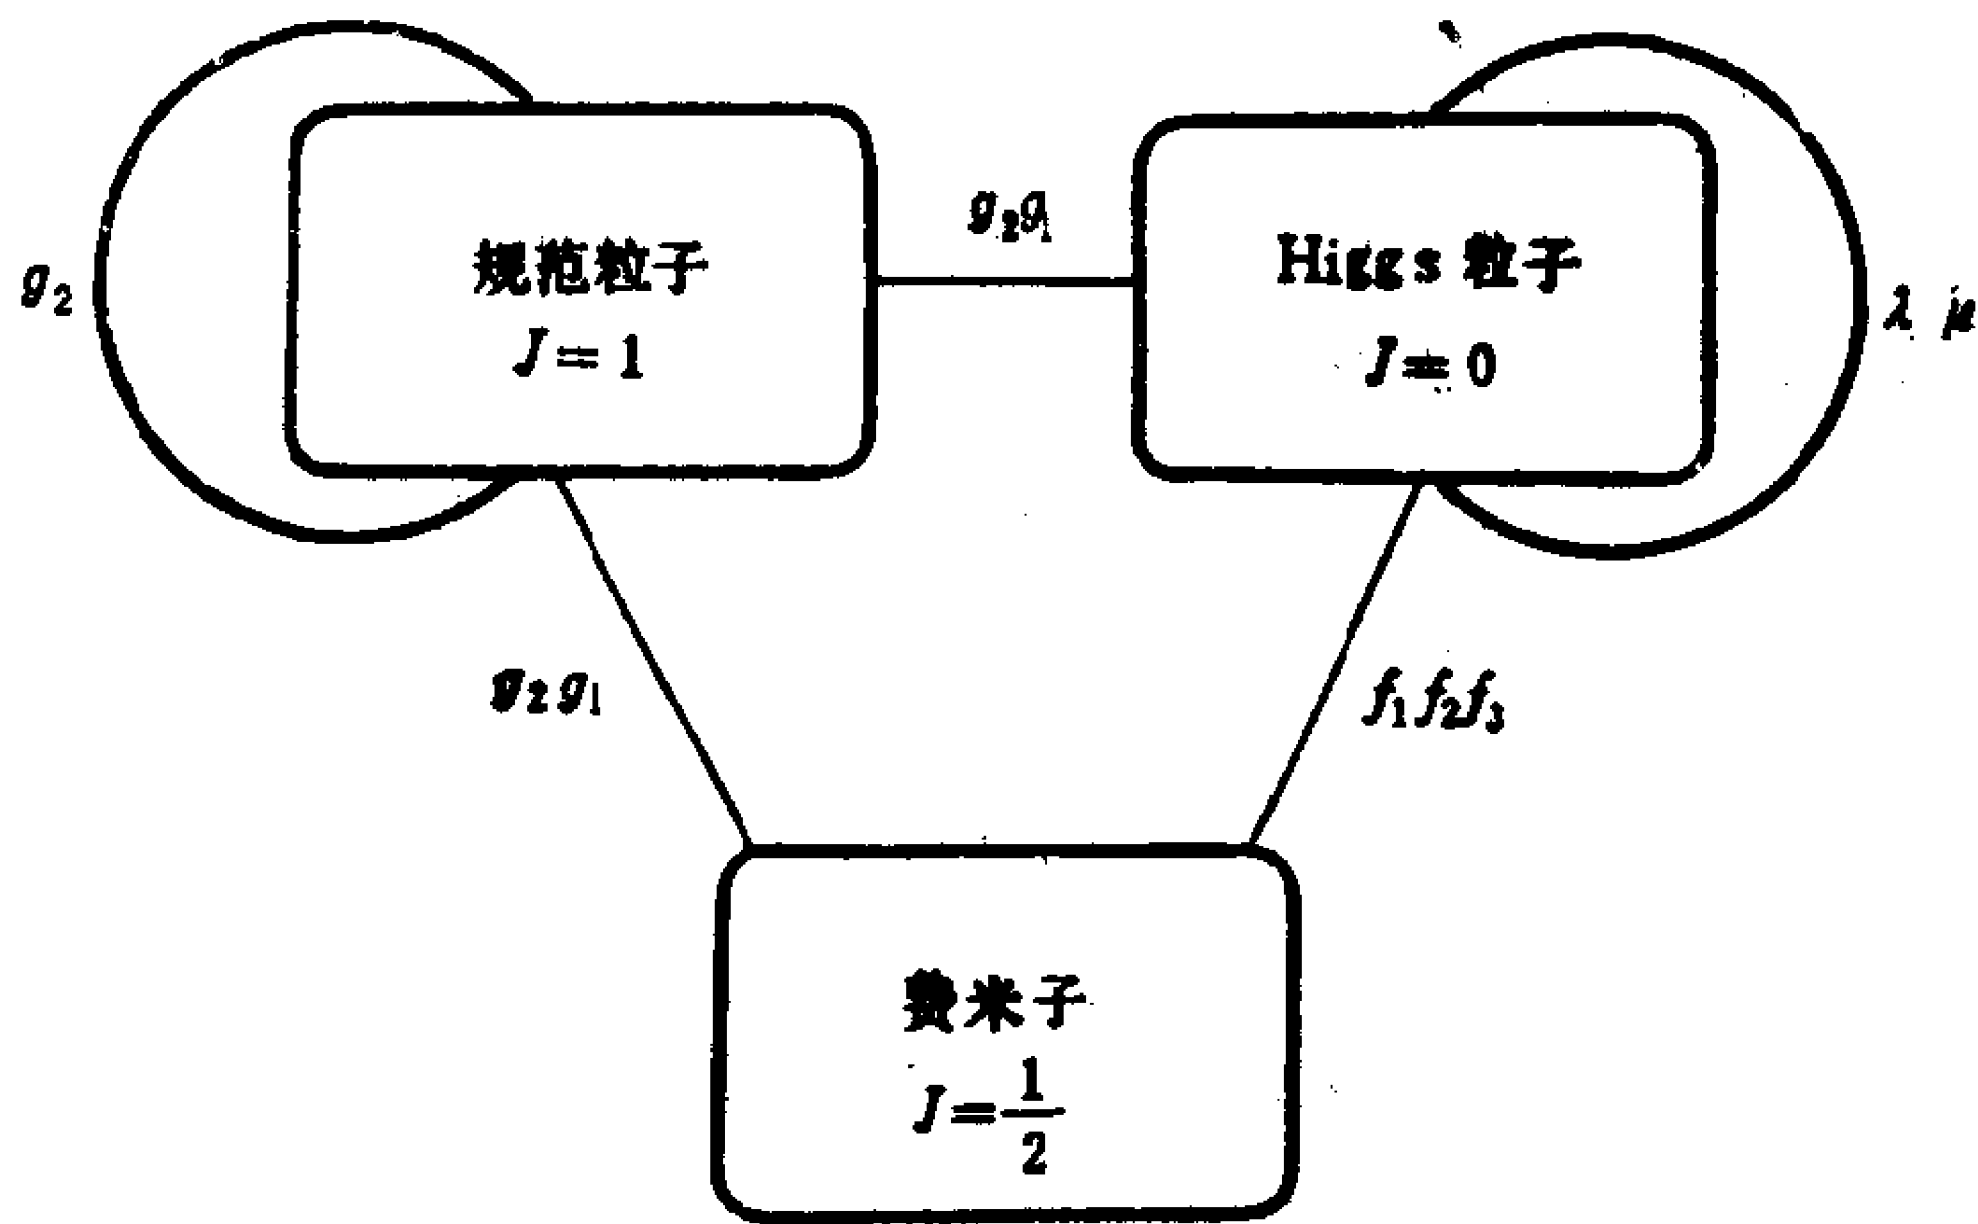 g₂
规范粒子
J = 1
g₂g₁
Higgs 粒子
J = 0
λ μ
g₂g₁
f₁f₂f₃
费米子
J = 1/2